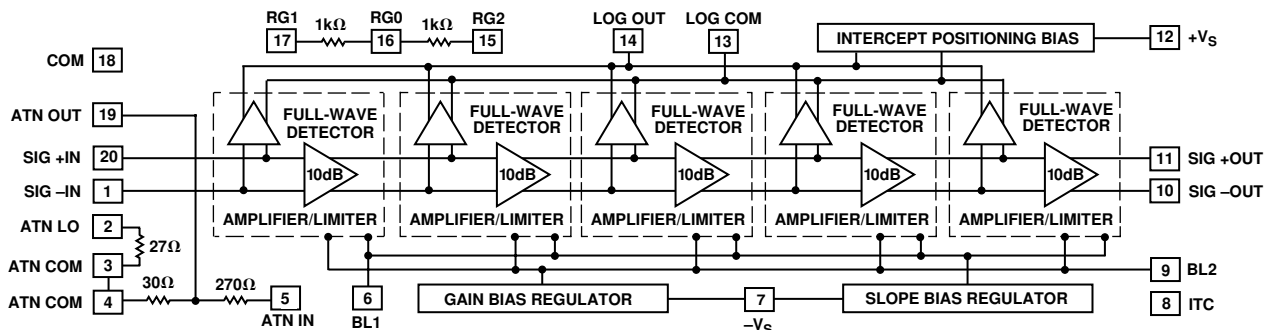 RG1 RG0 RG2 LOG OUT LOG COM
1kΩ 1kΩ
17 16 15 14 13
INTERCEPT POSITIONING BIAS 12 +VS
COM 18
ATN OUT 19
SIG +IN 20
SIG –IN 1
ATN LO 2
27Ω
ATN COM 3
30Ω 270Ω
ATN COM 4
5
ATN IN
FULL-WAVE DETECTOR
10dB
AMPLIFIER/LIMITER
FULL-WAVE DETECTOR
10dB
AMPLIFIER/LIMITER
FULL-WAVE DETECTOR
10dB
AMPLIFIER/LIMITER
FULL-WAVE DETECTOR
10dB
AMPLIFIER/LIMITER
FULL-WAVE DETECTOR
10dB
AMPLIFIER/LIMITER
11 SIG +OUT
10 SIG –OUT
9 BL2
8 ITC
6
BL1
GAIN BIAS REGULATOR
7
–VS
SLOPE BIAS REGULATOR